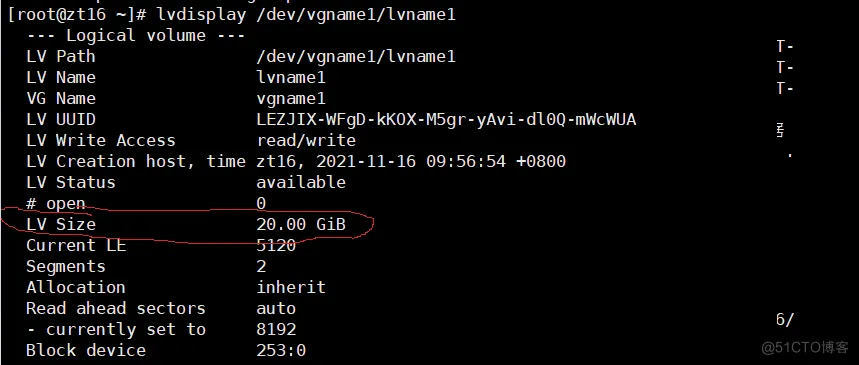 [root@zt16 ~]# lvdisplay /dev/vgname1/lvname1
--- Logical volume ---
LV Path /dev/vgname1/lvname1
LV Name lvname1
VG Name vgname1
LV UUID LEZJIX-WFgD-kKOX-M5gr-yAvi-dl0Q-mWcWUA
LV Write Access read/write
LV Creation host, time zt16, 2021-11-16 09:56:54 +0800
LV Status available
# open 0
LV Size 20.00 GiB
Current LE 5120
Segments 2
Allocation inherit
Read ahead sectors auto
- currently set to 8192
Block device 253:0
T-
T-
T-
.
6/
@51CTO博客